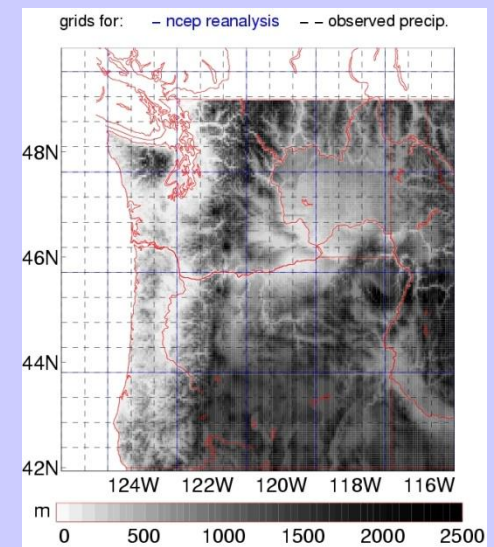 grids for: – ncep reanalysis – – observed precip.
48N
46N
44N
42N
124W 122W 120W 118W 116W
m
0 500 1000 1500 2000 2500